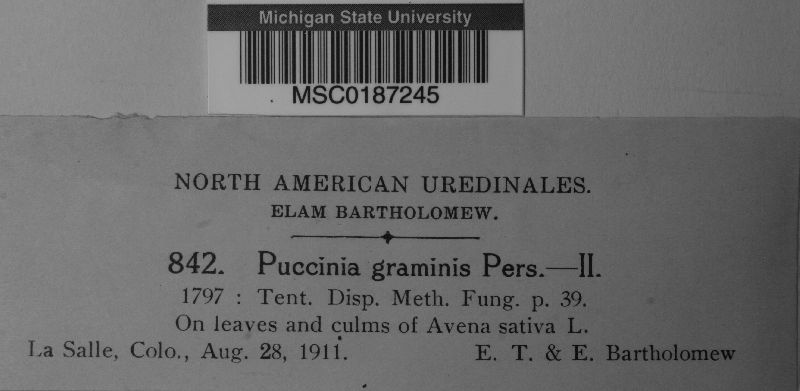 Michigan State University
MSC0187245
NORTH AMERICAN UREDINALES.
ELAM BARTHOLOMEW.
842. Puccinia graminis Pers.—II.
1797 : Tent. Disp. Meth. Fung. p. 39.
On leaves and culms of Avena sativa L.
La Salle, Colo., Aug. 28, 1911. E. T. & E. Bartholomew